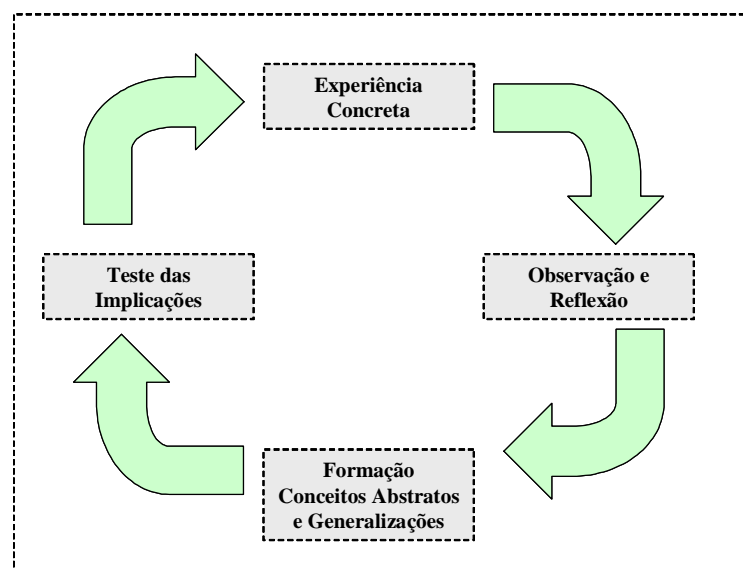 Experiência
Concreta
Observação e
Reflexão
Formação
Conceitos Abstratos
e Generalizações
Teste das
Implicações